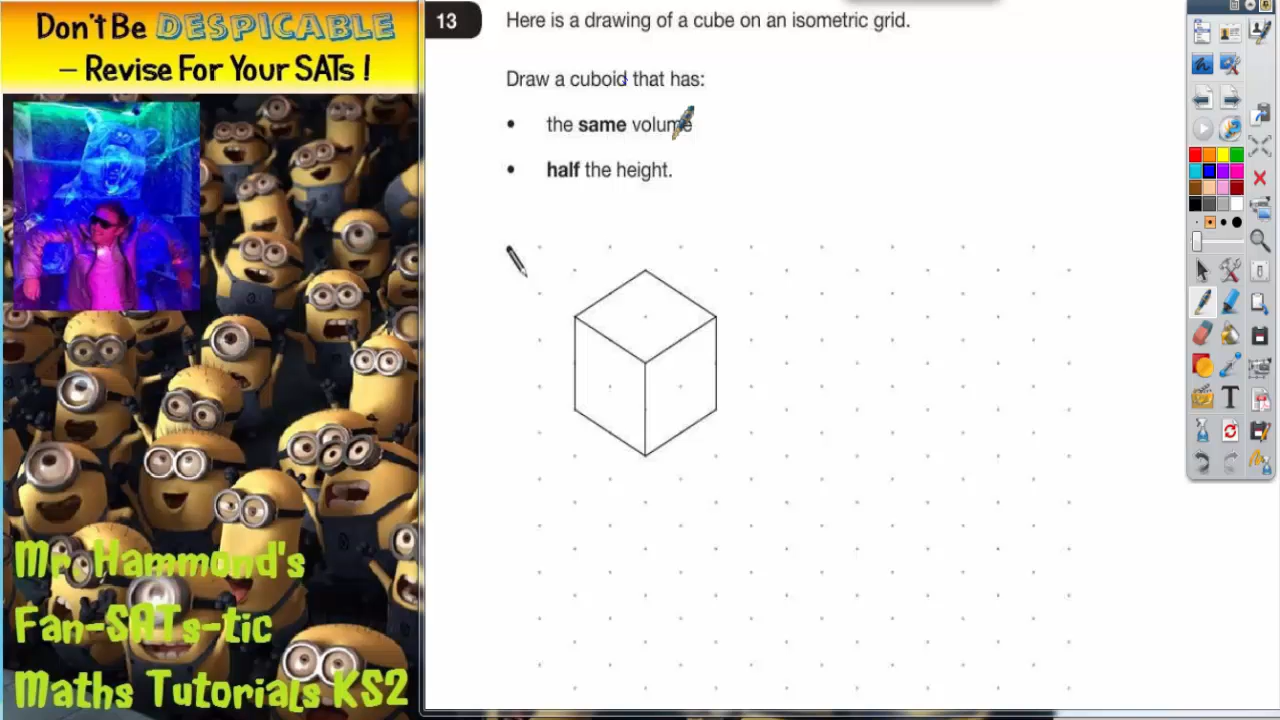 Don't Be DESPICABLE
– Revise For Your SATs !
Mr. Hammond's
Fan-SATs-tic
Maths Tutorials KS2
13
Here is a drawing of a cube on an isometric grid.
Draw a cuboid that has:
• the same volume
• half the height.